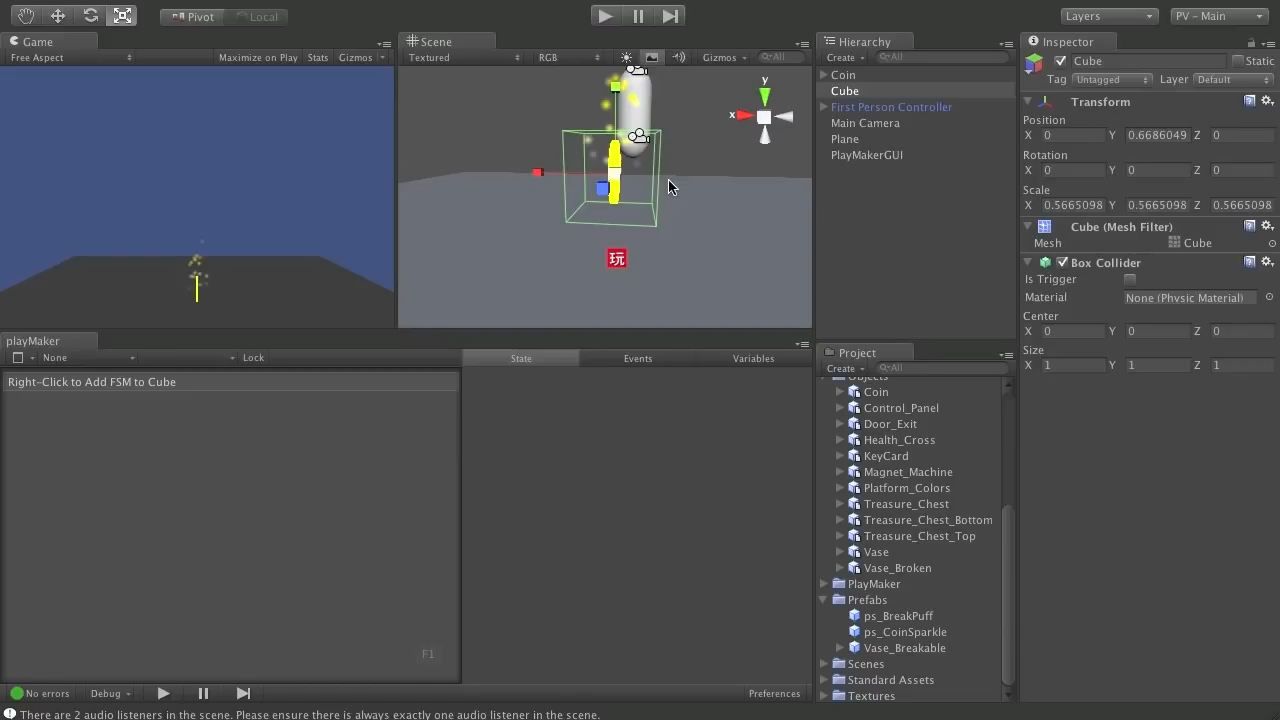 Pivot Local Layers PV - Main
Game Scene Hierarchy Inspector
Free Aspect Maximize on Play Stats Gizmos Textured RGB Gizmos All Create All
Cube Static
Tag Untagged Layer Default
Coin
Cube
First Person Controller
Main Camera
Plane
PlayMakerGUI
y
x
玩
Transform
Position
X 0 Y 0.6686049 Z 0
Rotation
X 0 Y 0 Z 0
Scale
X 0.5665098 Y 0.5665098 Z 0.5665098
Cube (Mesh Filter)
Mesh Cube
Box Collider
Is Trigger
Material None (Physic Material)
Center
X 0 Y 0 Z 0
Size
X 1 Y 1 Z 1
playMaker
None Lock State Events Variables
Right-Click to Add FSM to Cube
F1
No errors Debug Preferences
Project
Create All
Objects
Coin
Control_Panel
Door_Exit
Health_Cross
KeyCard
Magnet_Machine
Platform_Colors
Treasure_Chest
Treasure_Chest_Bottom
Treasure_Chest_Top
Vase
Vase_Broken
PlayMaker
Prefabs
ps_BreakPuff
ps_CoinSparkle
Vase_Breakable
Scenes
Standard Assets
Textures
There are 2 audio listeners in the scene. Please ensure there is always exactly one audio listener in the scene.